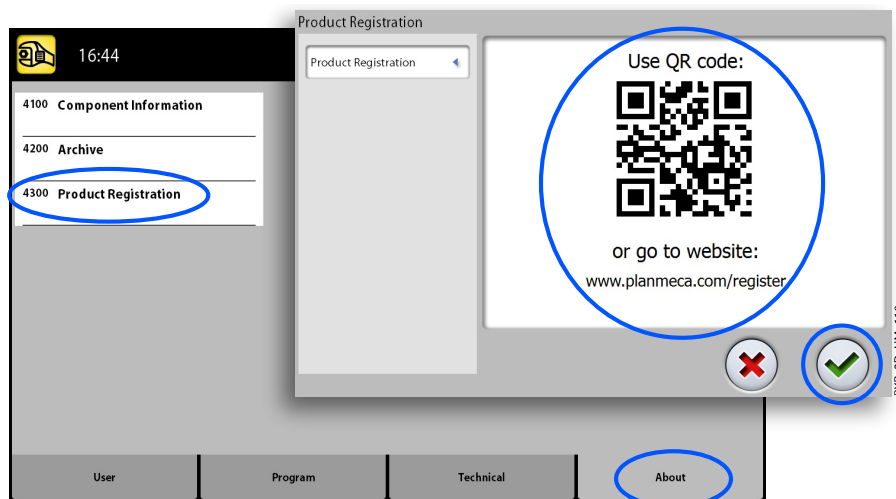 16:44
4100 Component Information
4200 Archive
4300 Product Registration
Product Registration
Product Registration
Use QR code:
or go to website:
www.planmeca.com/register
User
Program
Technical
About